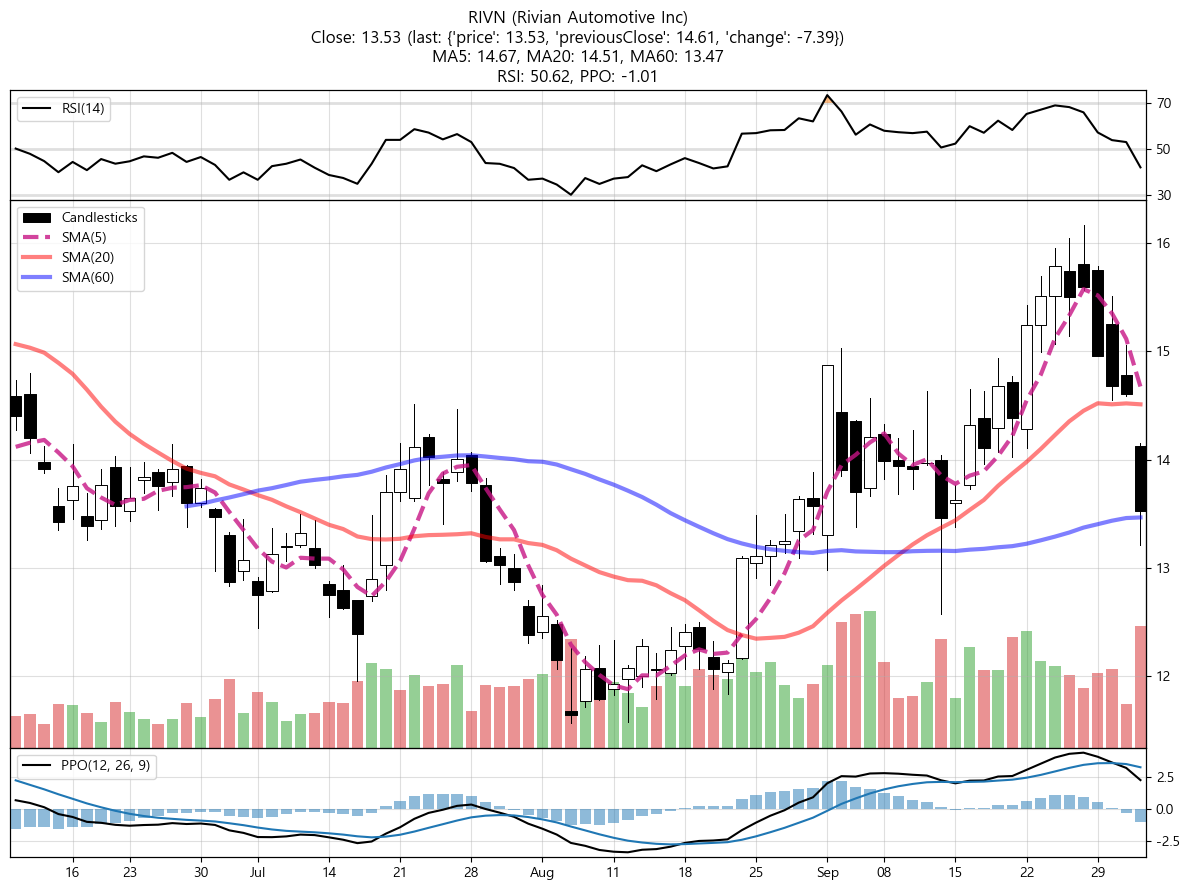 RIVN (Rivian Automotive Inc)
Close: 13.53 (last: {'price': 13.53, 'previousClose': 14.61, 'change': -7.39})
MA5: 14.67, MA20: 14.51, MA60: 13.47
RSI: 50.62, PPO: -1.01
RSI(14)
70
50
30
Candlesticks
SMA(5)
SMA(20)
SMA(60)
16
15
14
13
12
PPO(12, 26, 9)
2.5
0.0
−2.5
16 23 30 Jul 14 21 28 Aug 11 18 25 Sep 08 15 22 29